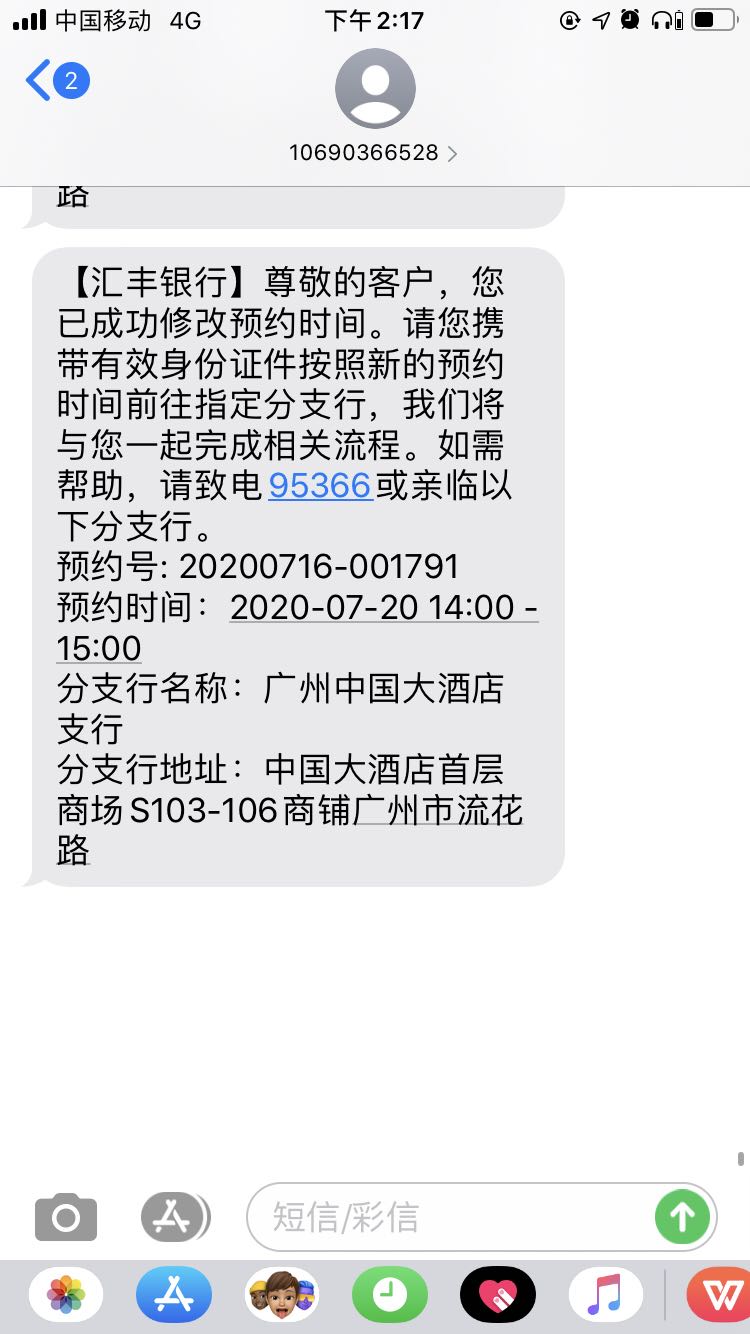 中国移动 4G 下午2:17
2
10690366528
路
【汇丰银行】尊敬的客户，您
已成功修改预约时间。请您携
带有效身份证件按照新的预约
时间前往指定分支行，我们将
与您一起完成相关流程。如需
帮助，请致电95366或亲临以
下分支行。
预约号: 20200716-001791
预约时间：2020-07-20 14:00 -
15:00
分支行名称：广州中国大酒店
支行
分支行地址：中国大酒店首层
商场S103-106商铺广州市流花
路
短信/彩信